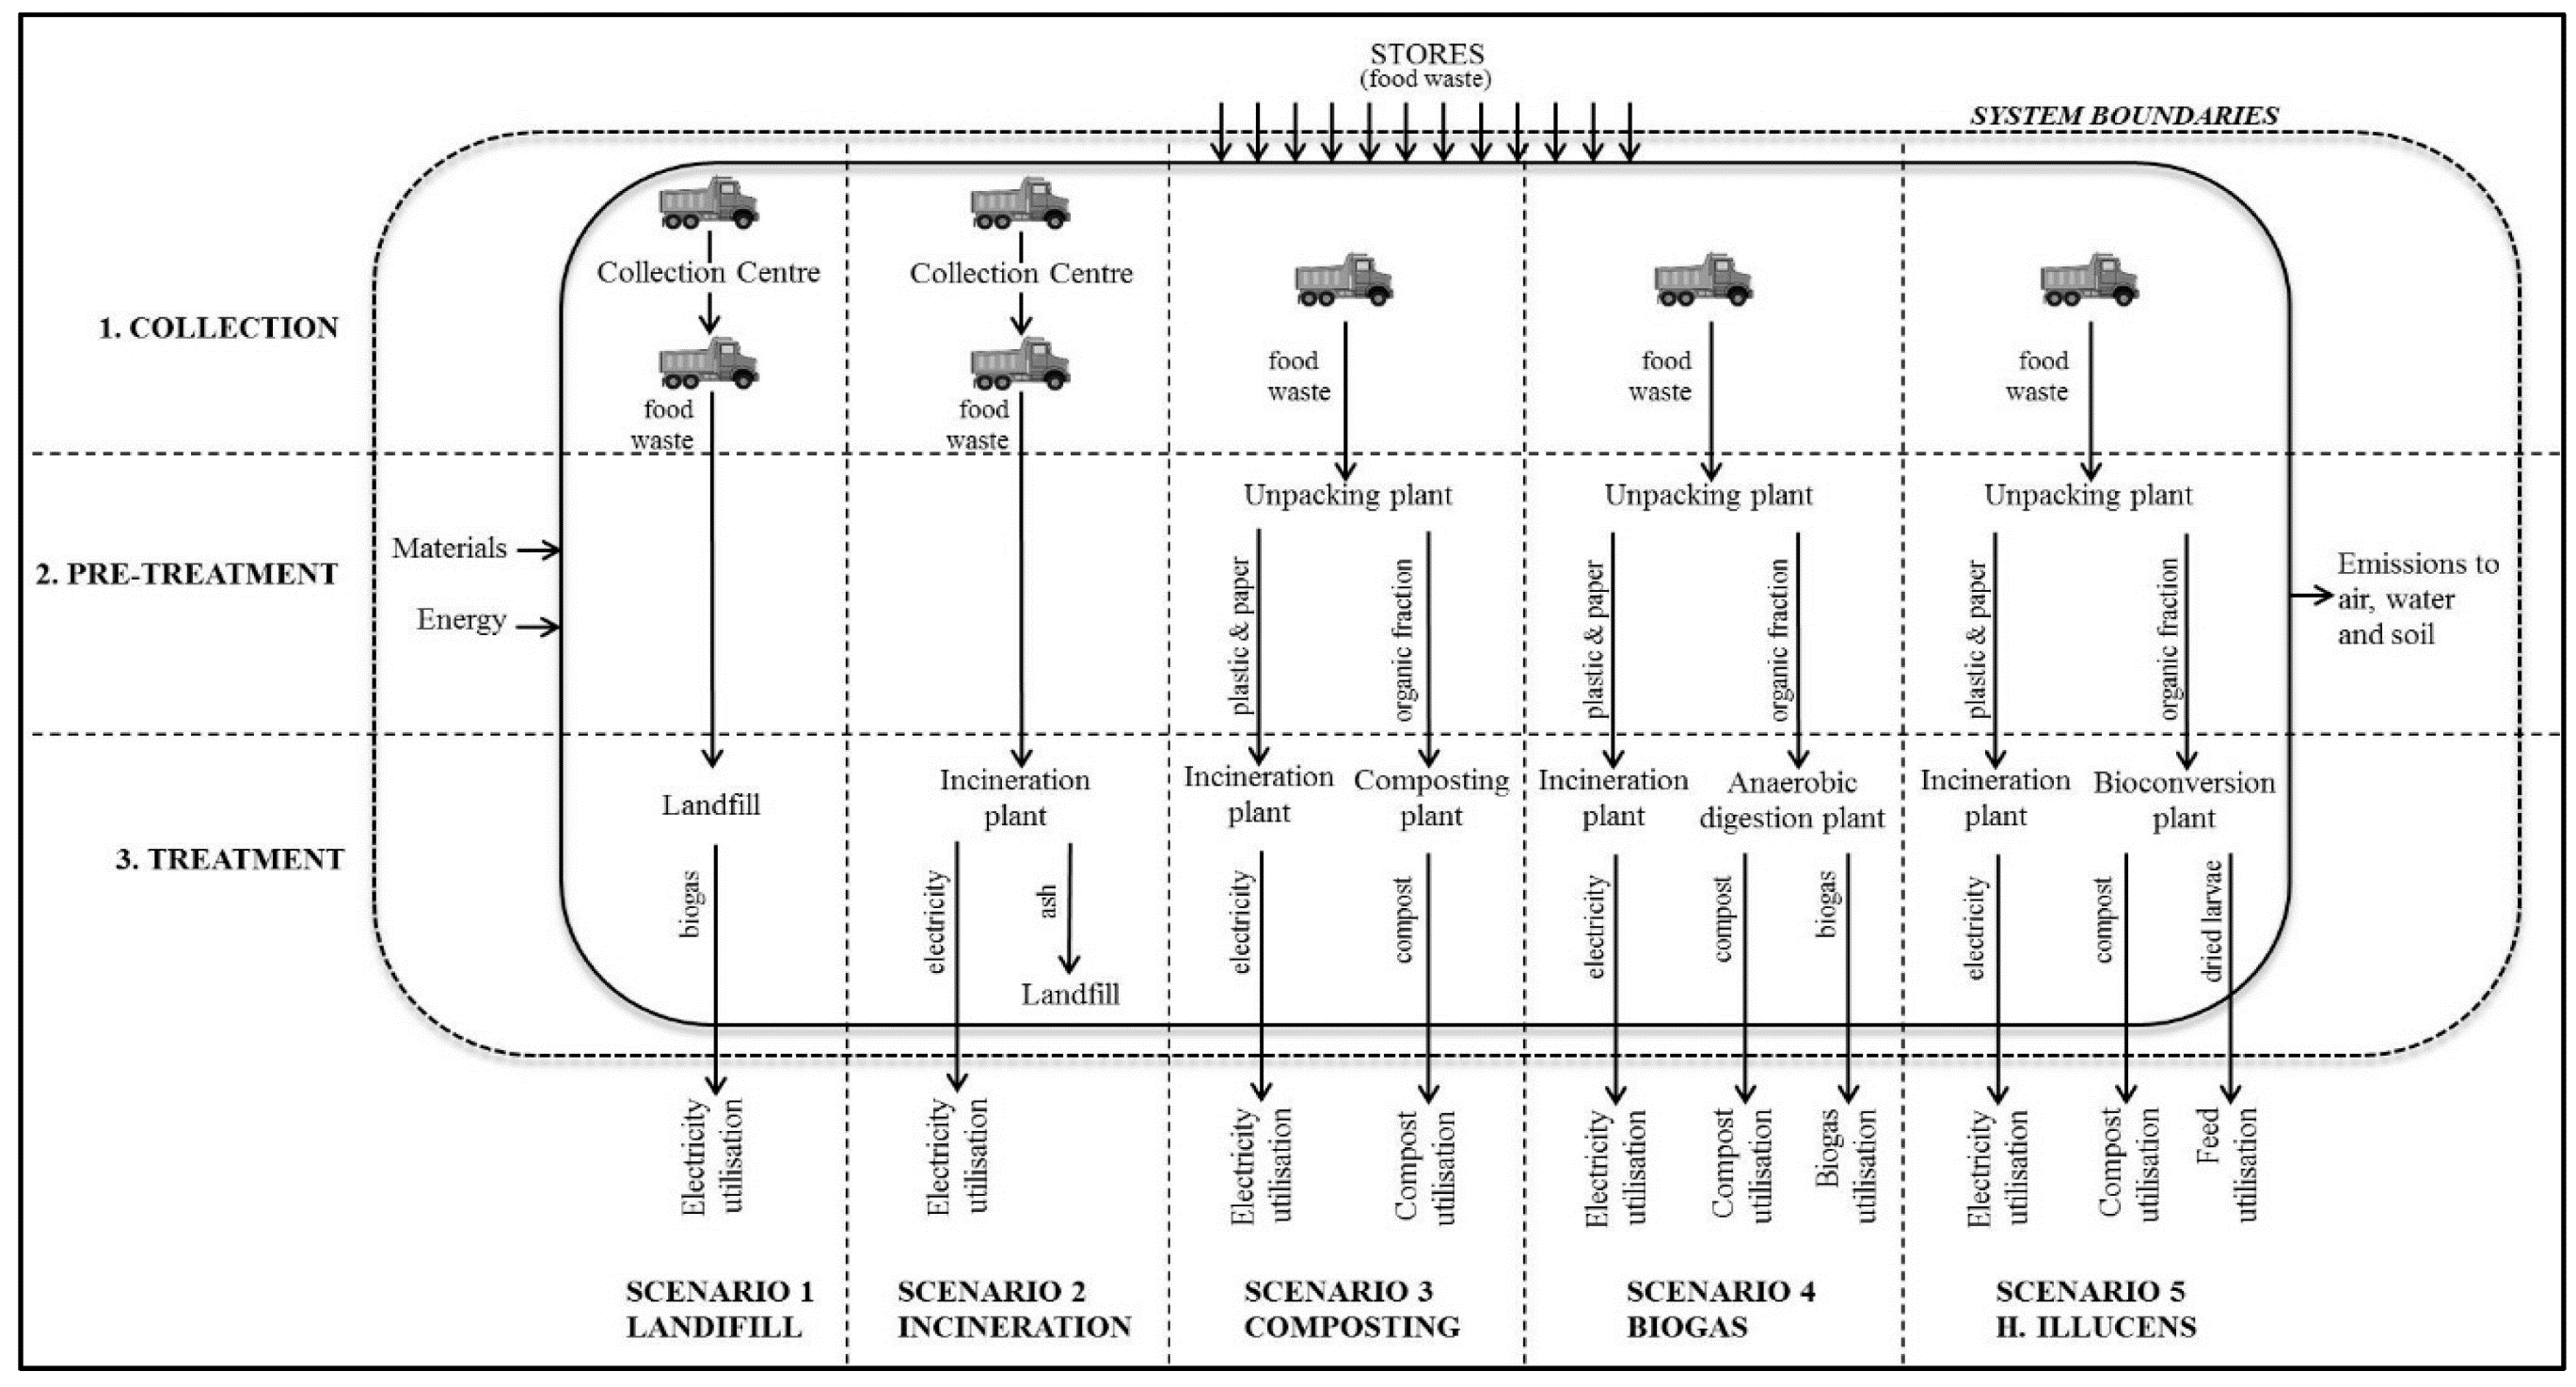 STORES
(food waste)
SYSTEM BOUNDARIES
1. COLLECTION
Collection Centre
food
waste
Collection Centre
food
waste
food
waste
food
waste
food
waste
2. PRE-TREATMENT
Materials
Energy
Unpacking plant
plastic & paper
organic fraction
Unpacking plant
plastic & paper
organic fraction
Unpacking plant
plastic & paper
organic fraction
Emissions to
air, water
and soil
3. TREATMENT
Landfill
biogas
Incineration
plant
electricity
ash
Landfill
Incineration
plant
electricity
Composting
plant
compost
Incineration
plant
electricity
Anaerobic
digestion plant
compost
biogas
Incineration
plant
electricity
Bioconversion
plant
compost
dried larvae
Electricity
utilisation
Electricity
utilisation
Electricity
utilisation
Compost
utilisation
Electricity
utilisation
Compost
utilisation
Biogas
utilisation
Electricity
utilisation
Compost
utilisation
Feed
utilisation
SCENARIO 1
LANDIFILL
SCENARIO 2
INCINERATION
SCENARIO 3
COMPOSTING
SCENARIO 4
BIOGAS
SCENARIO 5
H. ILLUCENS